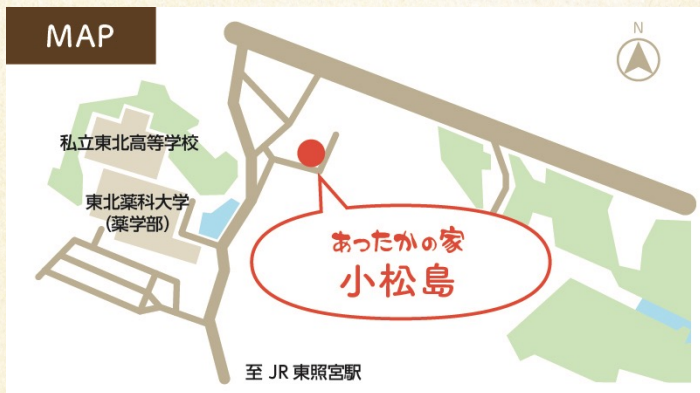 MAP
N
私立東北高等学校
東北薬科大学
(薬学部)
あったかの家
小松島
至 JR 東照宮駅